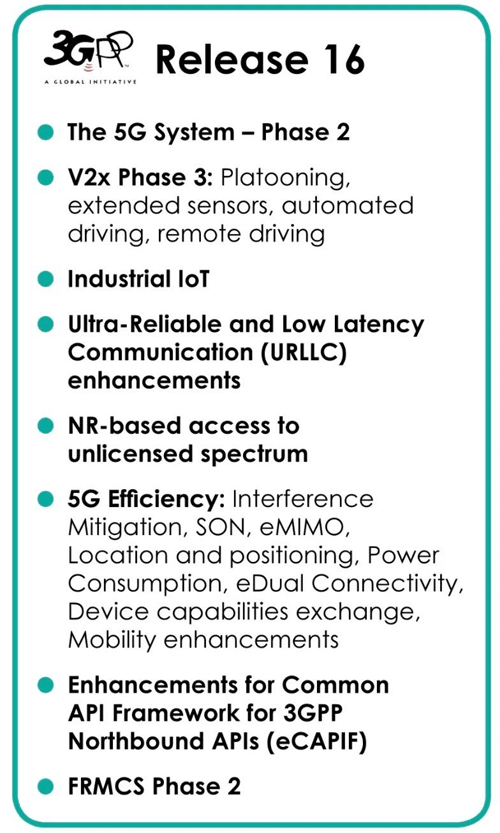 3GPP
A GLOBAL INITIATIVE
Release 16
The 5G System – Phase 2
V2x Phase 3: Platooning,
extended sensors, automated
driving, remote driving
Industrial IoT
Ultra-Reliable and Low Latency
Communication (URLLC)
enhancements
NR-based access to
unlicensed spectrum
5G Efficiency: Interference
Mitigation, SON, eMIMO,
Location and positioning, Power
Consumption, eDual Connectivity,
Device capabilities exchange,
Mobility enhancements
Enhancements for Common
API Framework for 3GPP
Northbound APIs (eCAPIF)
FRMCS Phase 2